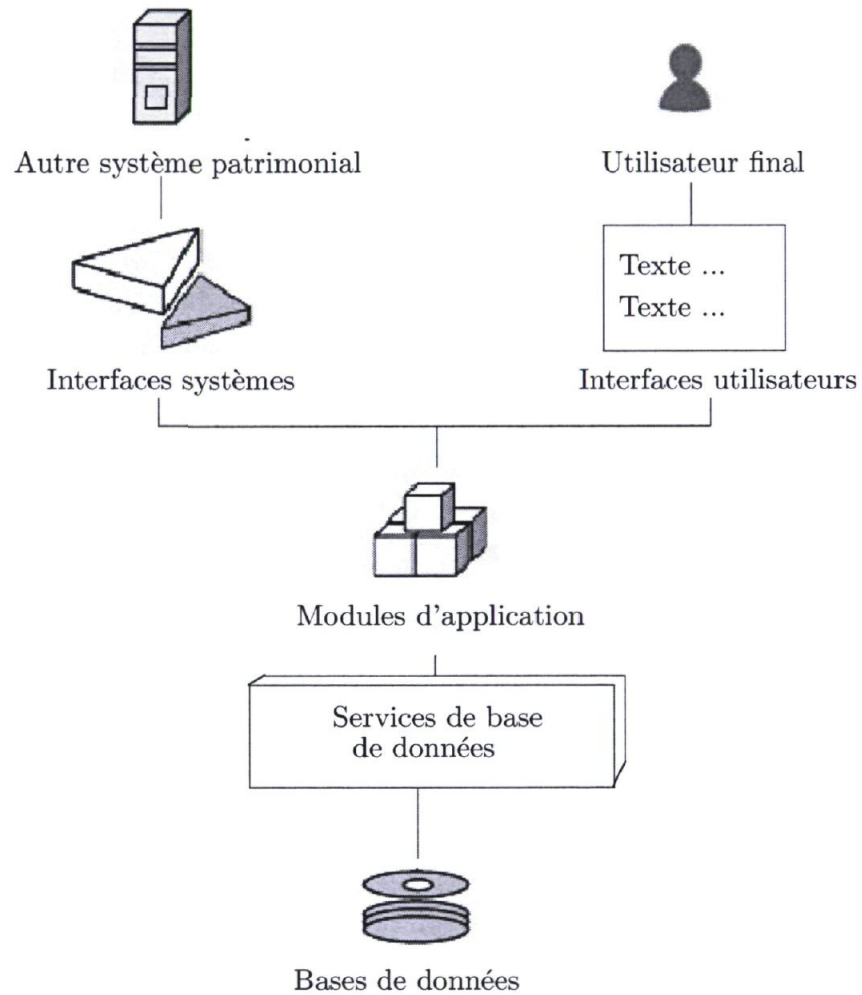 Autre système patrimonial
Utilisateur final
Texte ...
Texte ...
Interfaces systèmes
Interfaces utilisateurs
Modules d'application
Services de base
de données
Bases de données